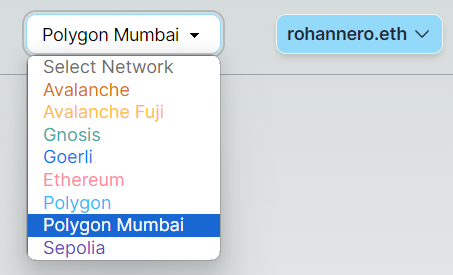 Polygon Mumbai
rohannero.eth
Select Network
Avalanche
Avalanche Fuji
Gnosis
Goerli
Ethereum
Polygon
Polygon Mumbai
Sepolia